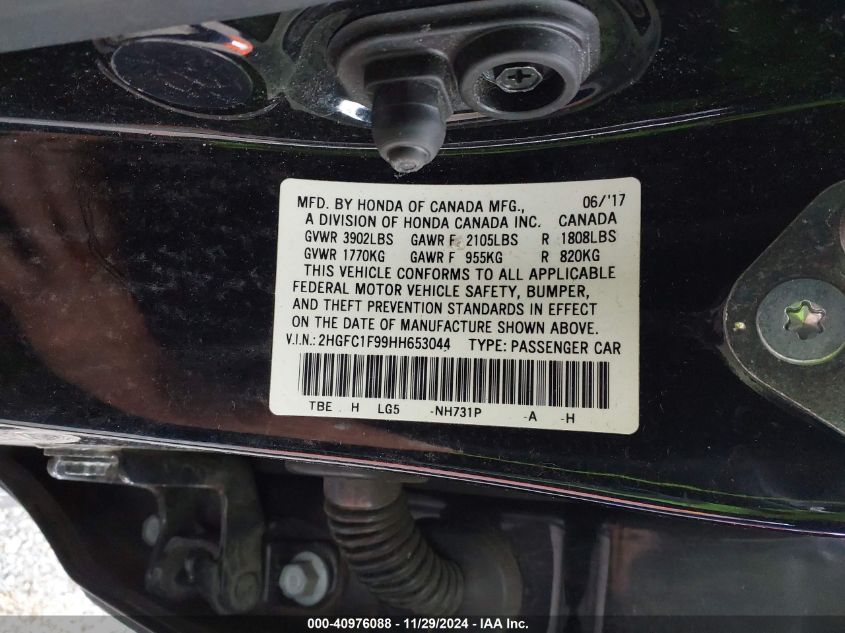 MFD. BY HONDA OF CANADA MFG., 06/'17
A DIVISION OF HONDA CANADA INC. CANADA
GVWR 3902LBS GAWR F 2105LBS R 1808LBS
GVWR 1770KG GAWR F 955KG R 820KG
THIS VEHICLE CONFORMS TO ALL APPLICABLE
FEDERAL MOTOR VEHICLE SAFETY, BUMPER,
AND THEFT PREVENTION STANDARDS IN EFFECT
ON THE DATE OF MANUFACTURE SHOWN ABOVE.
V.I.N.: 2HGFC1F99HH653044 TYPE: PASSENGER CAR
TBE H LG5 -NH731P -A -H
000-40976088 - 11/29/2024 - IAA Inc.